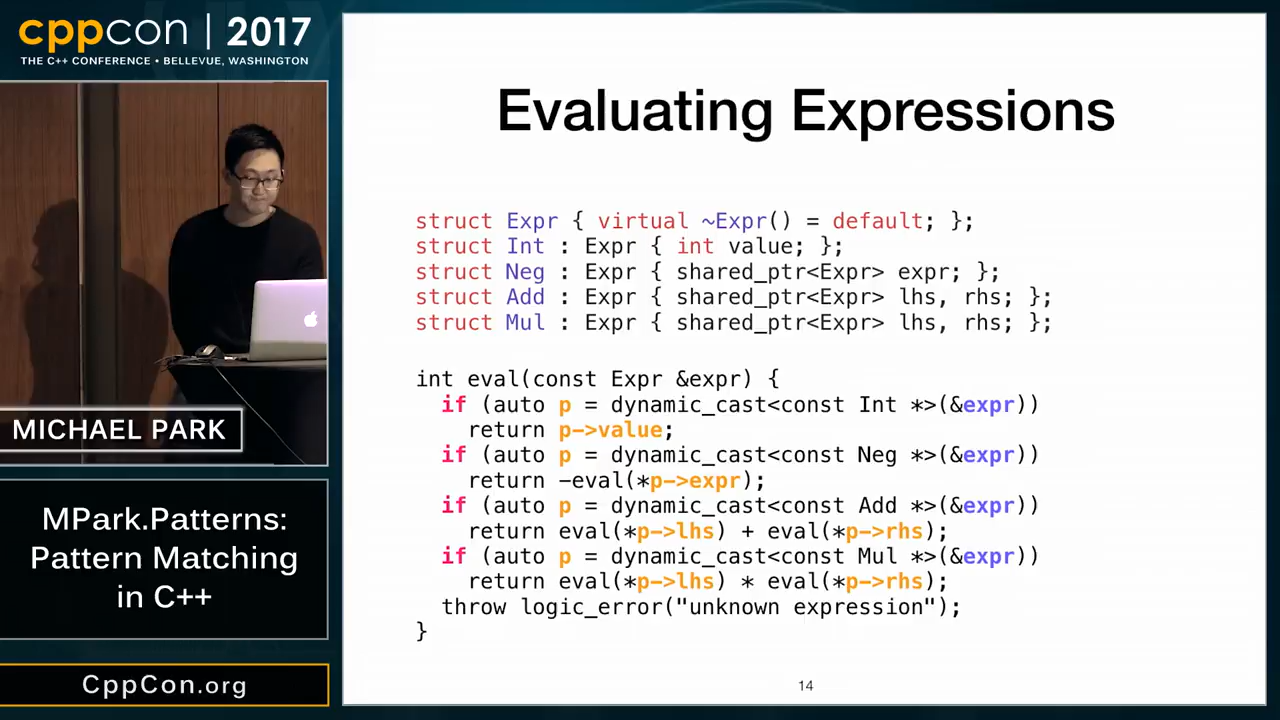 cppcon | 2017
THE C++ CONFERENCE • BELLEVUE, WASHINGTON
MICHAEL PARK
MPark.Patterns:
Pattern Matching
in C++
CppCon.org
Evaluating Expressions
struct Expr { virtual ~Expr() = default; };
struct Int : Expr { int value; };
struct Neg : Expr { shared_ptr<Expr> expr; };
struct Add : Expr { shared_ptr<Expr> lhs, rhs; };
struct Mul : Expr { shared_ptr<Expr> lhs, rhs; };
int eval(const Expr &expr) {
if (auto p = dynamic_cast<const Int *>(&expr))
return p->value;
if (auto p = dynamic_cast<const Neg *>(&expr))
return -eval(*p->expr);
if (auto p = dynamic_cast<const Add *>(&expr))
return eval(*p->lhs) + eval(*p->rhs);
if (auto p = dynamic_cast<const Mul *>(&expr))
return eval(*p->lhs) * eval(*p->rhs);
throw logic_error("unknown expression");
}
14